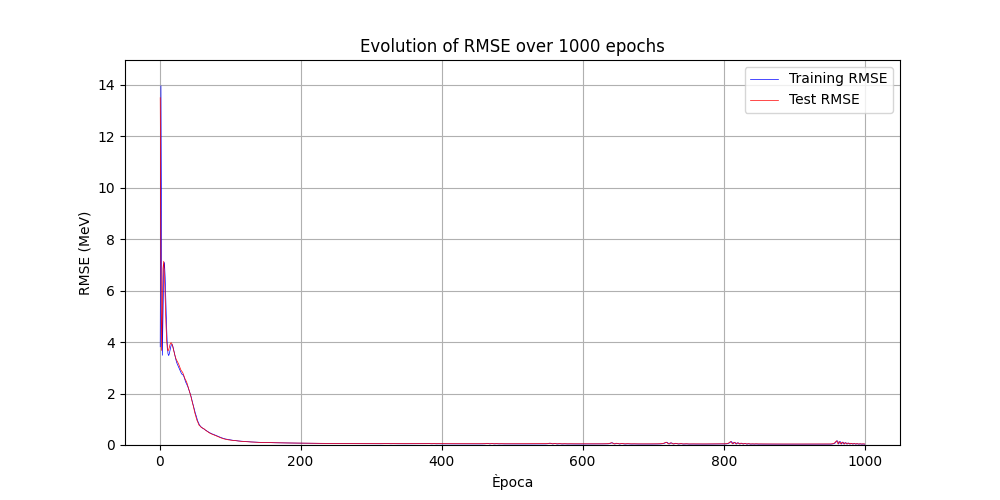 Evolution of RMSE over 1000 epochs
Training RMSE
Test RMSE
RMSE (MeV)
14
12
10
8
6
4
2
0
0
200
400
600
800
1000
Època